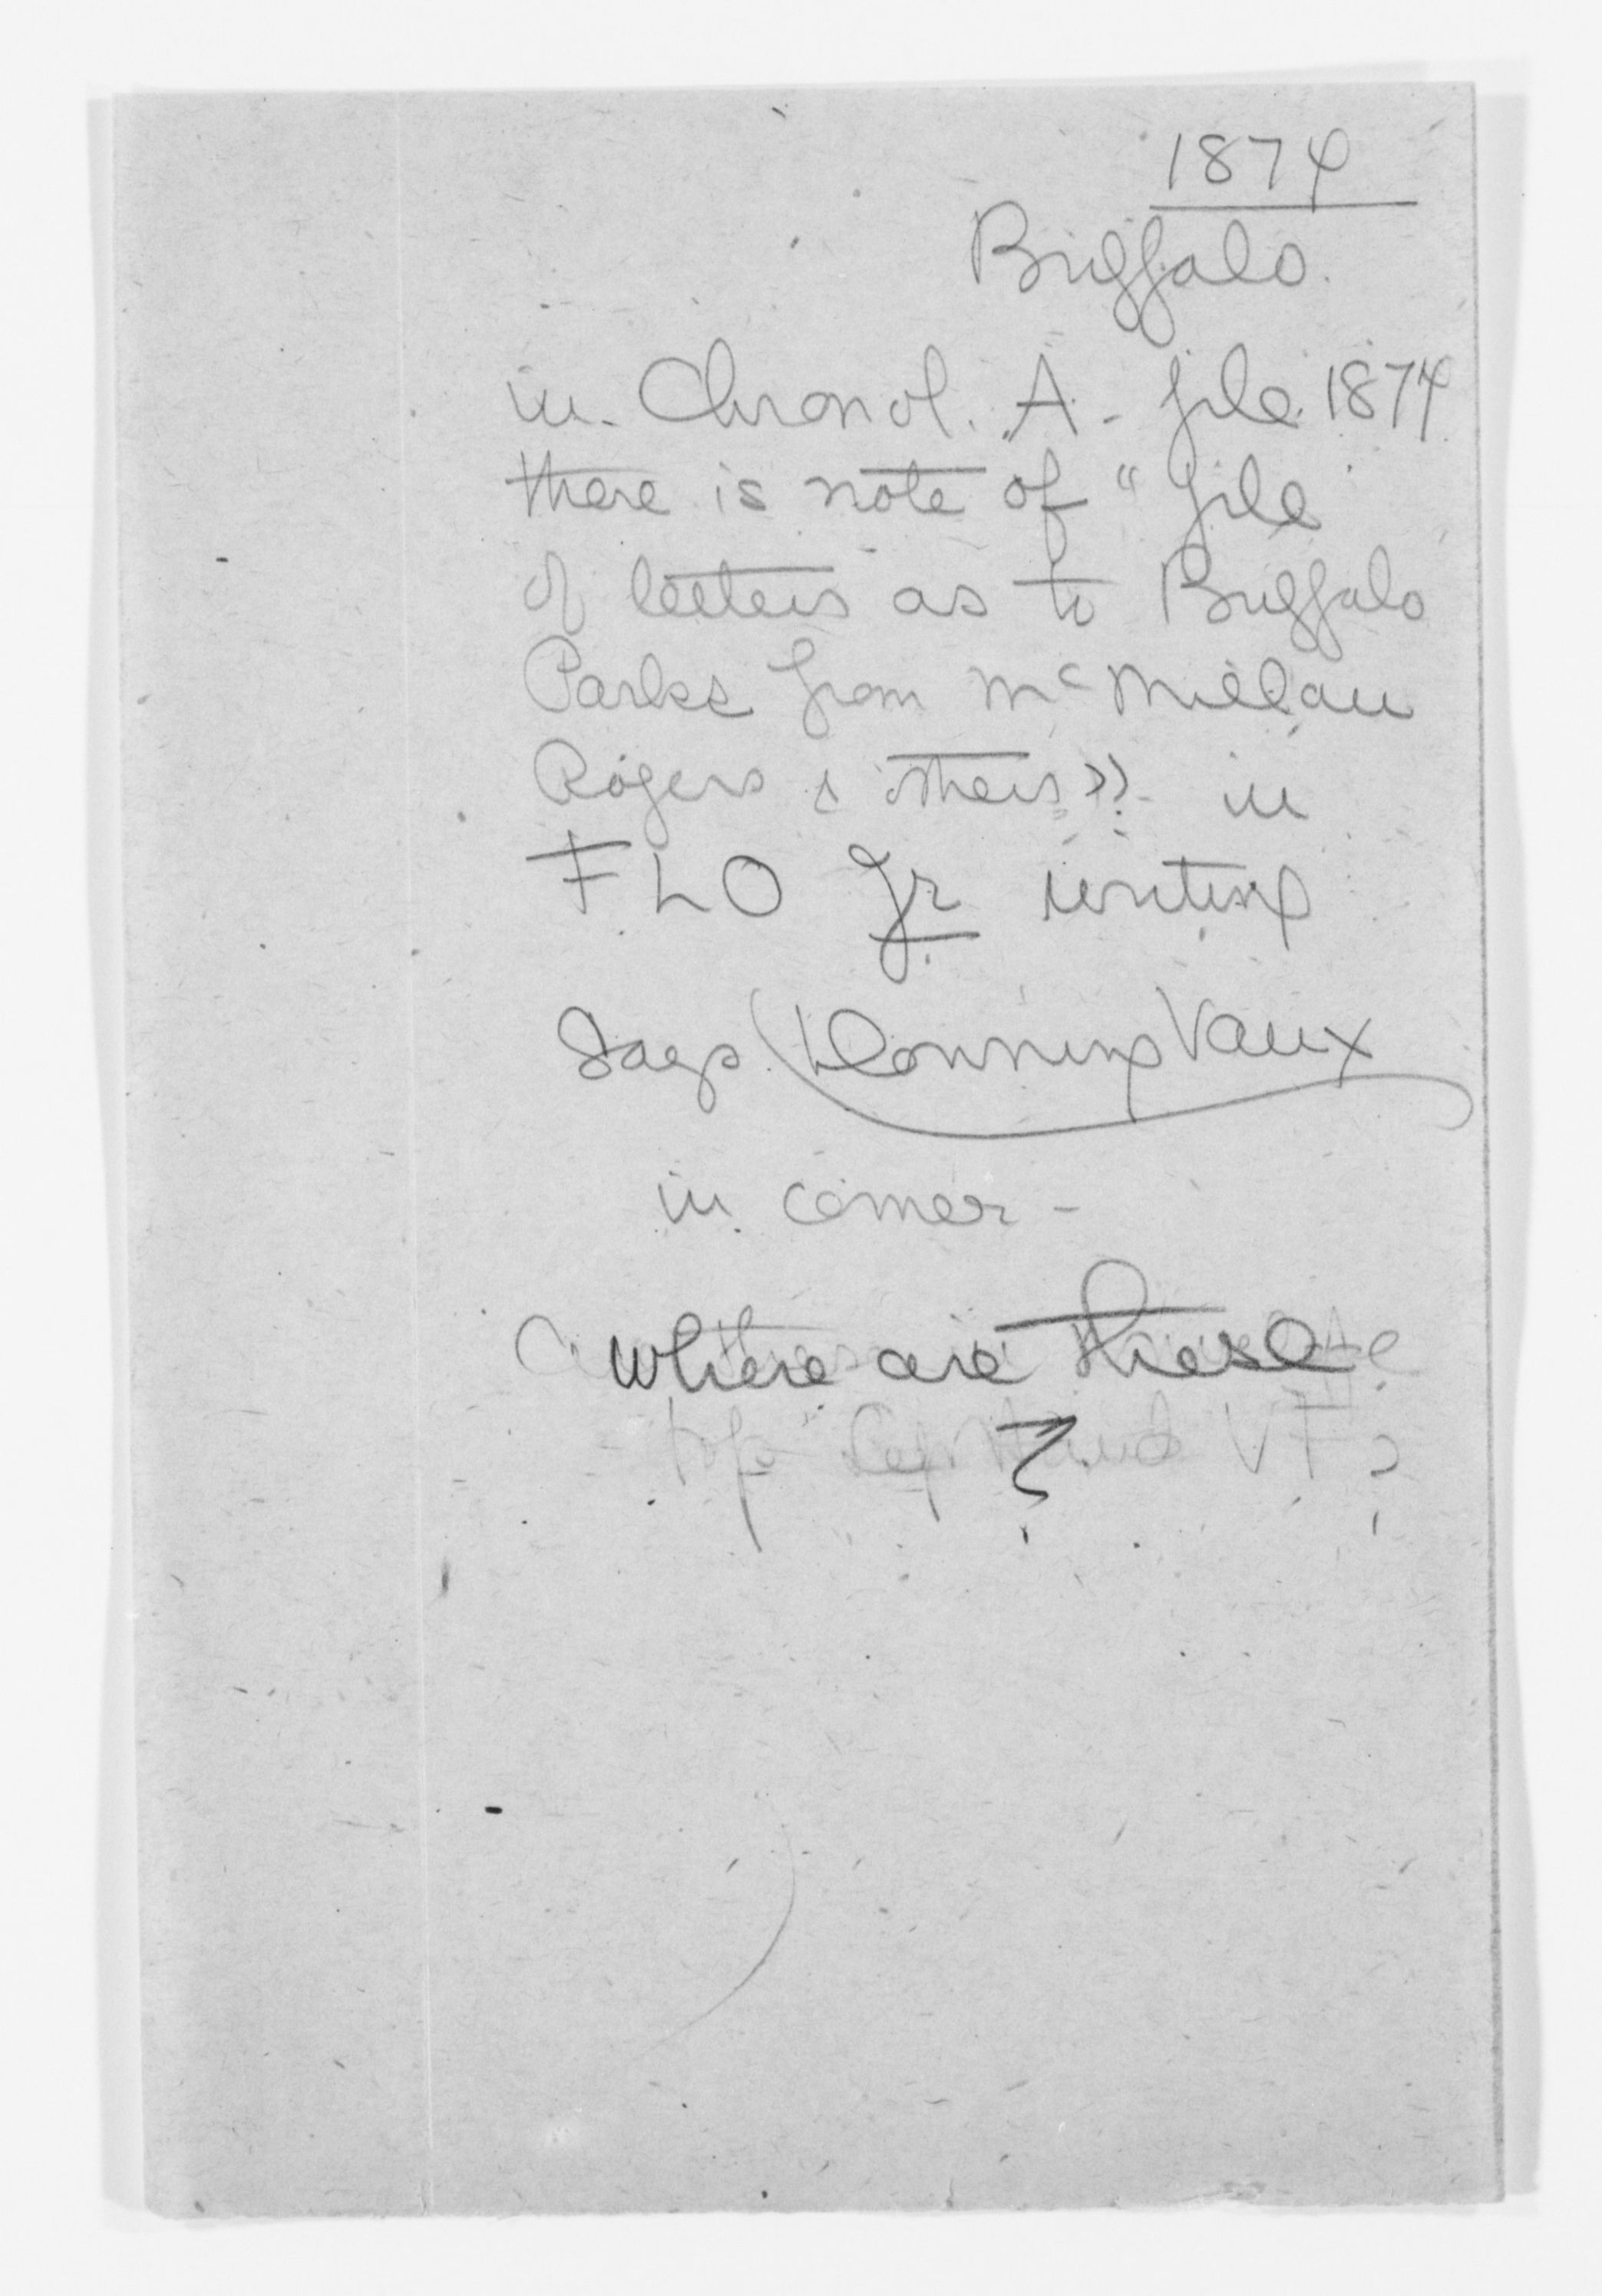 1874
Buffalo.
in Chronol. A - file 1874
there is note of "file
of letters as to Buffalo
Parks from McMillan
Rogers & others" in
FLO Jr writing
Says (Downing Vaux
in corner -
where are these
?